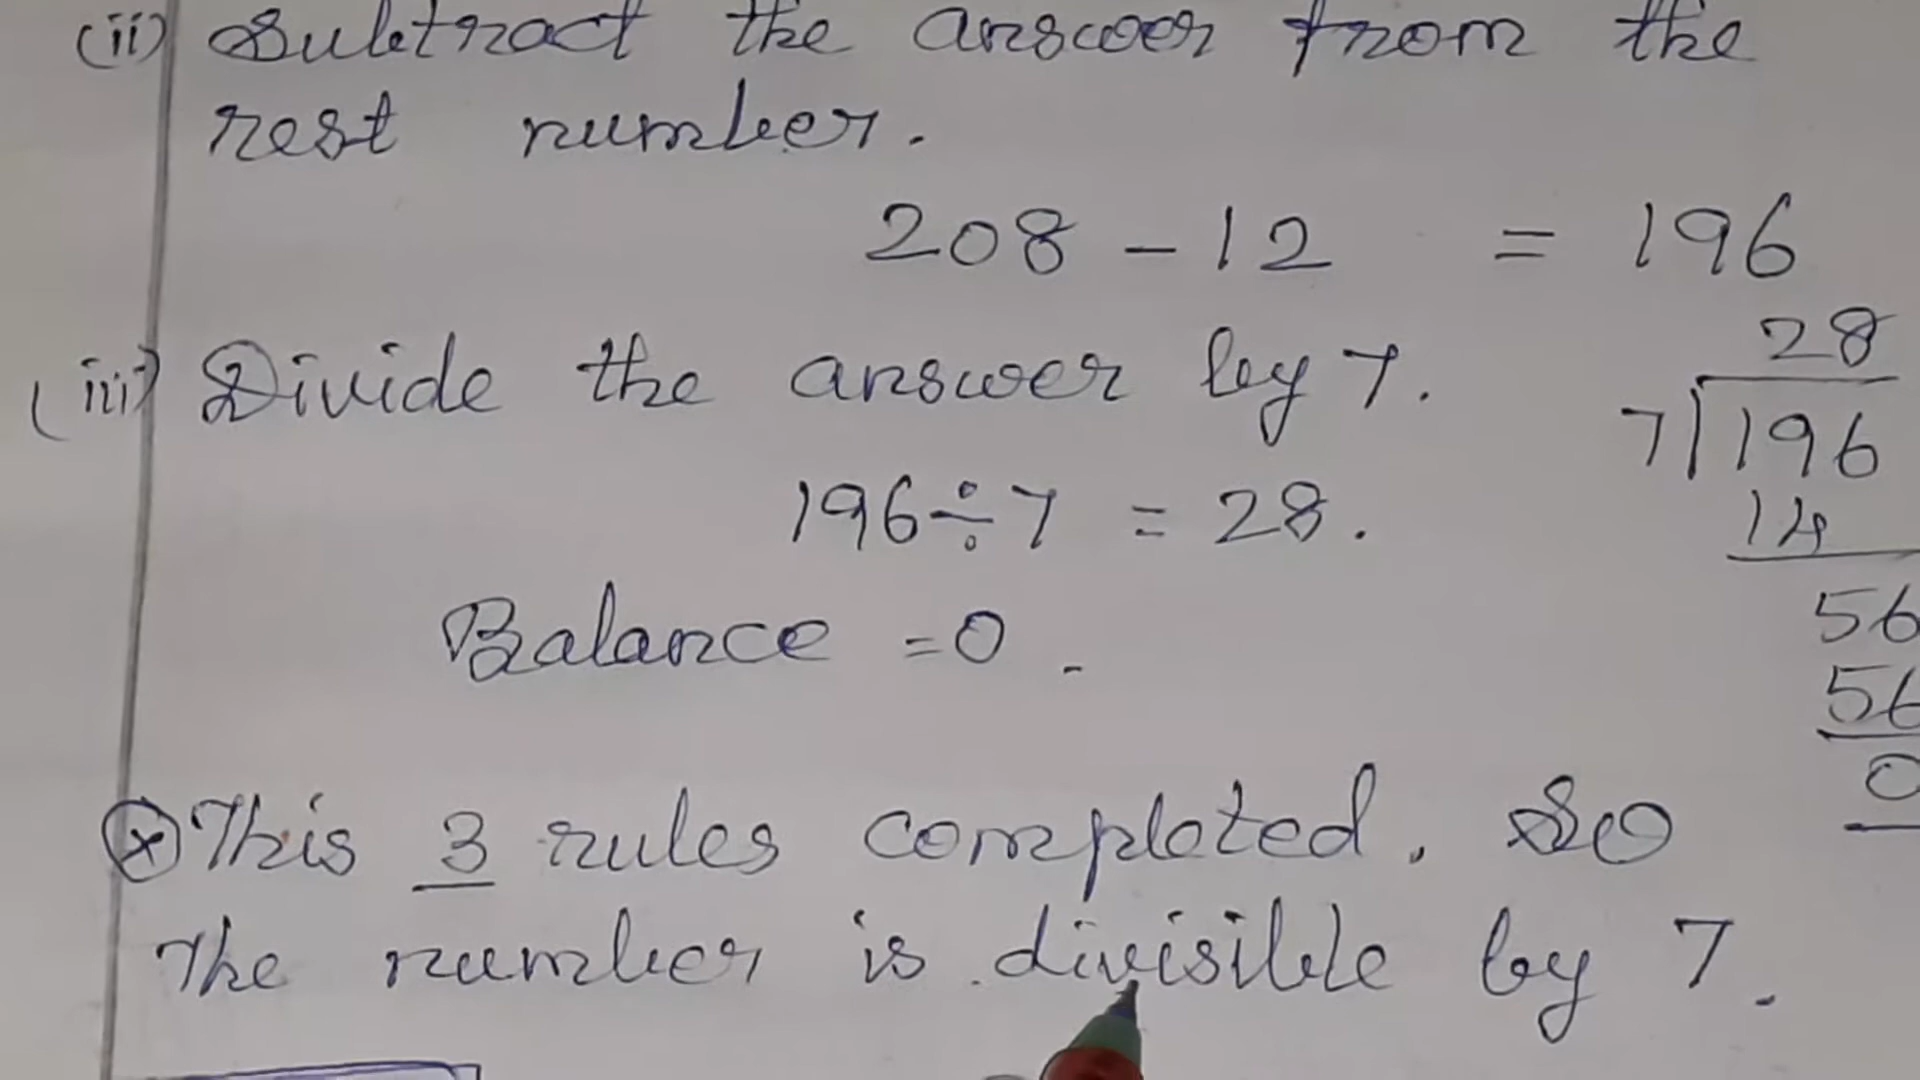 (ii) Subtract the answer from the
rest number.
208 - 12 = 196
(iii) Divide the answer by 7.
28
7 196
14
56
56
0
196 ÷ 7 = 28.
Balance = 0.
This 3 rules completed. So
The number is divisible by 7.